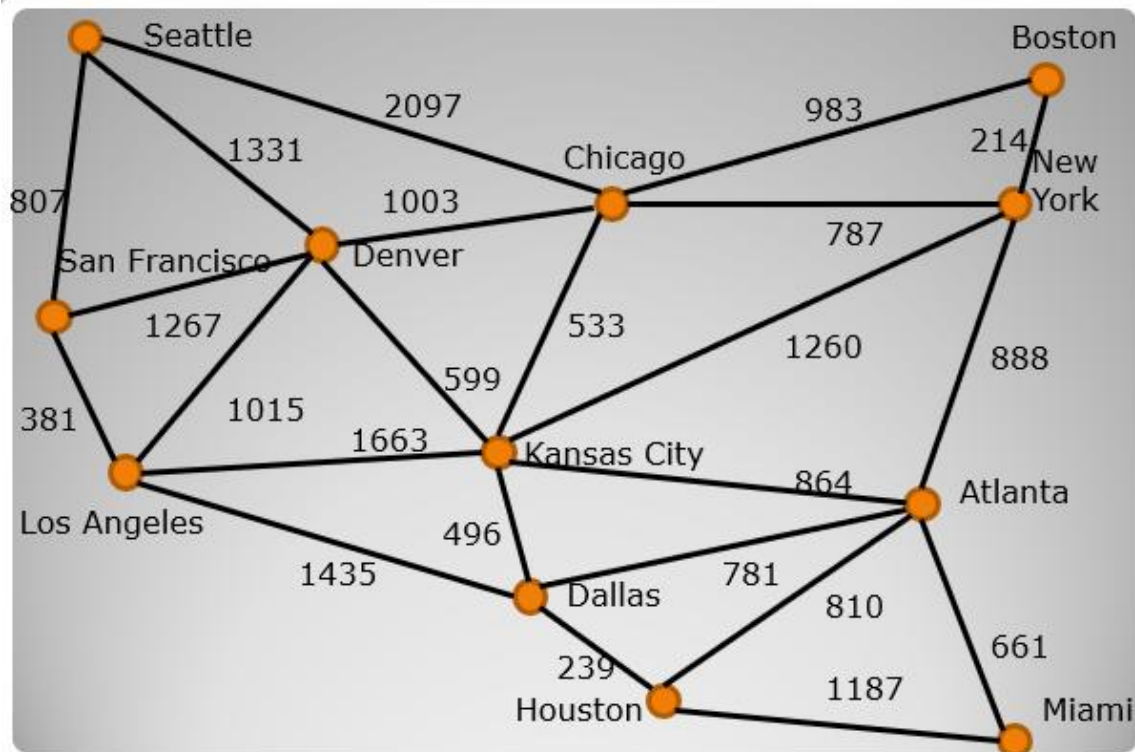 Seattle
Boston
2097
983
1331
214
Chicago
New
York
807
1003
787
San Francisco
Denver
1267
533
1260
888
599
381
1015
1663
Kansas City
864
Atlanta
Los Angeles
496
1435
781
Dallas
810
239
661
1187
Houston
Miami